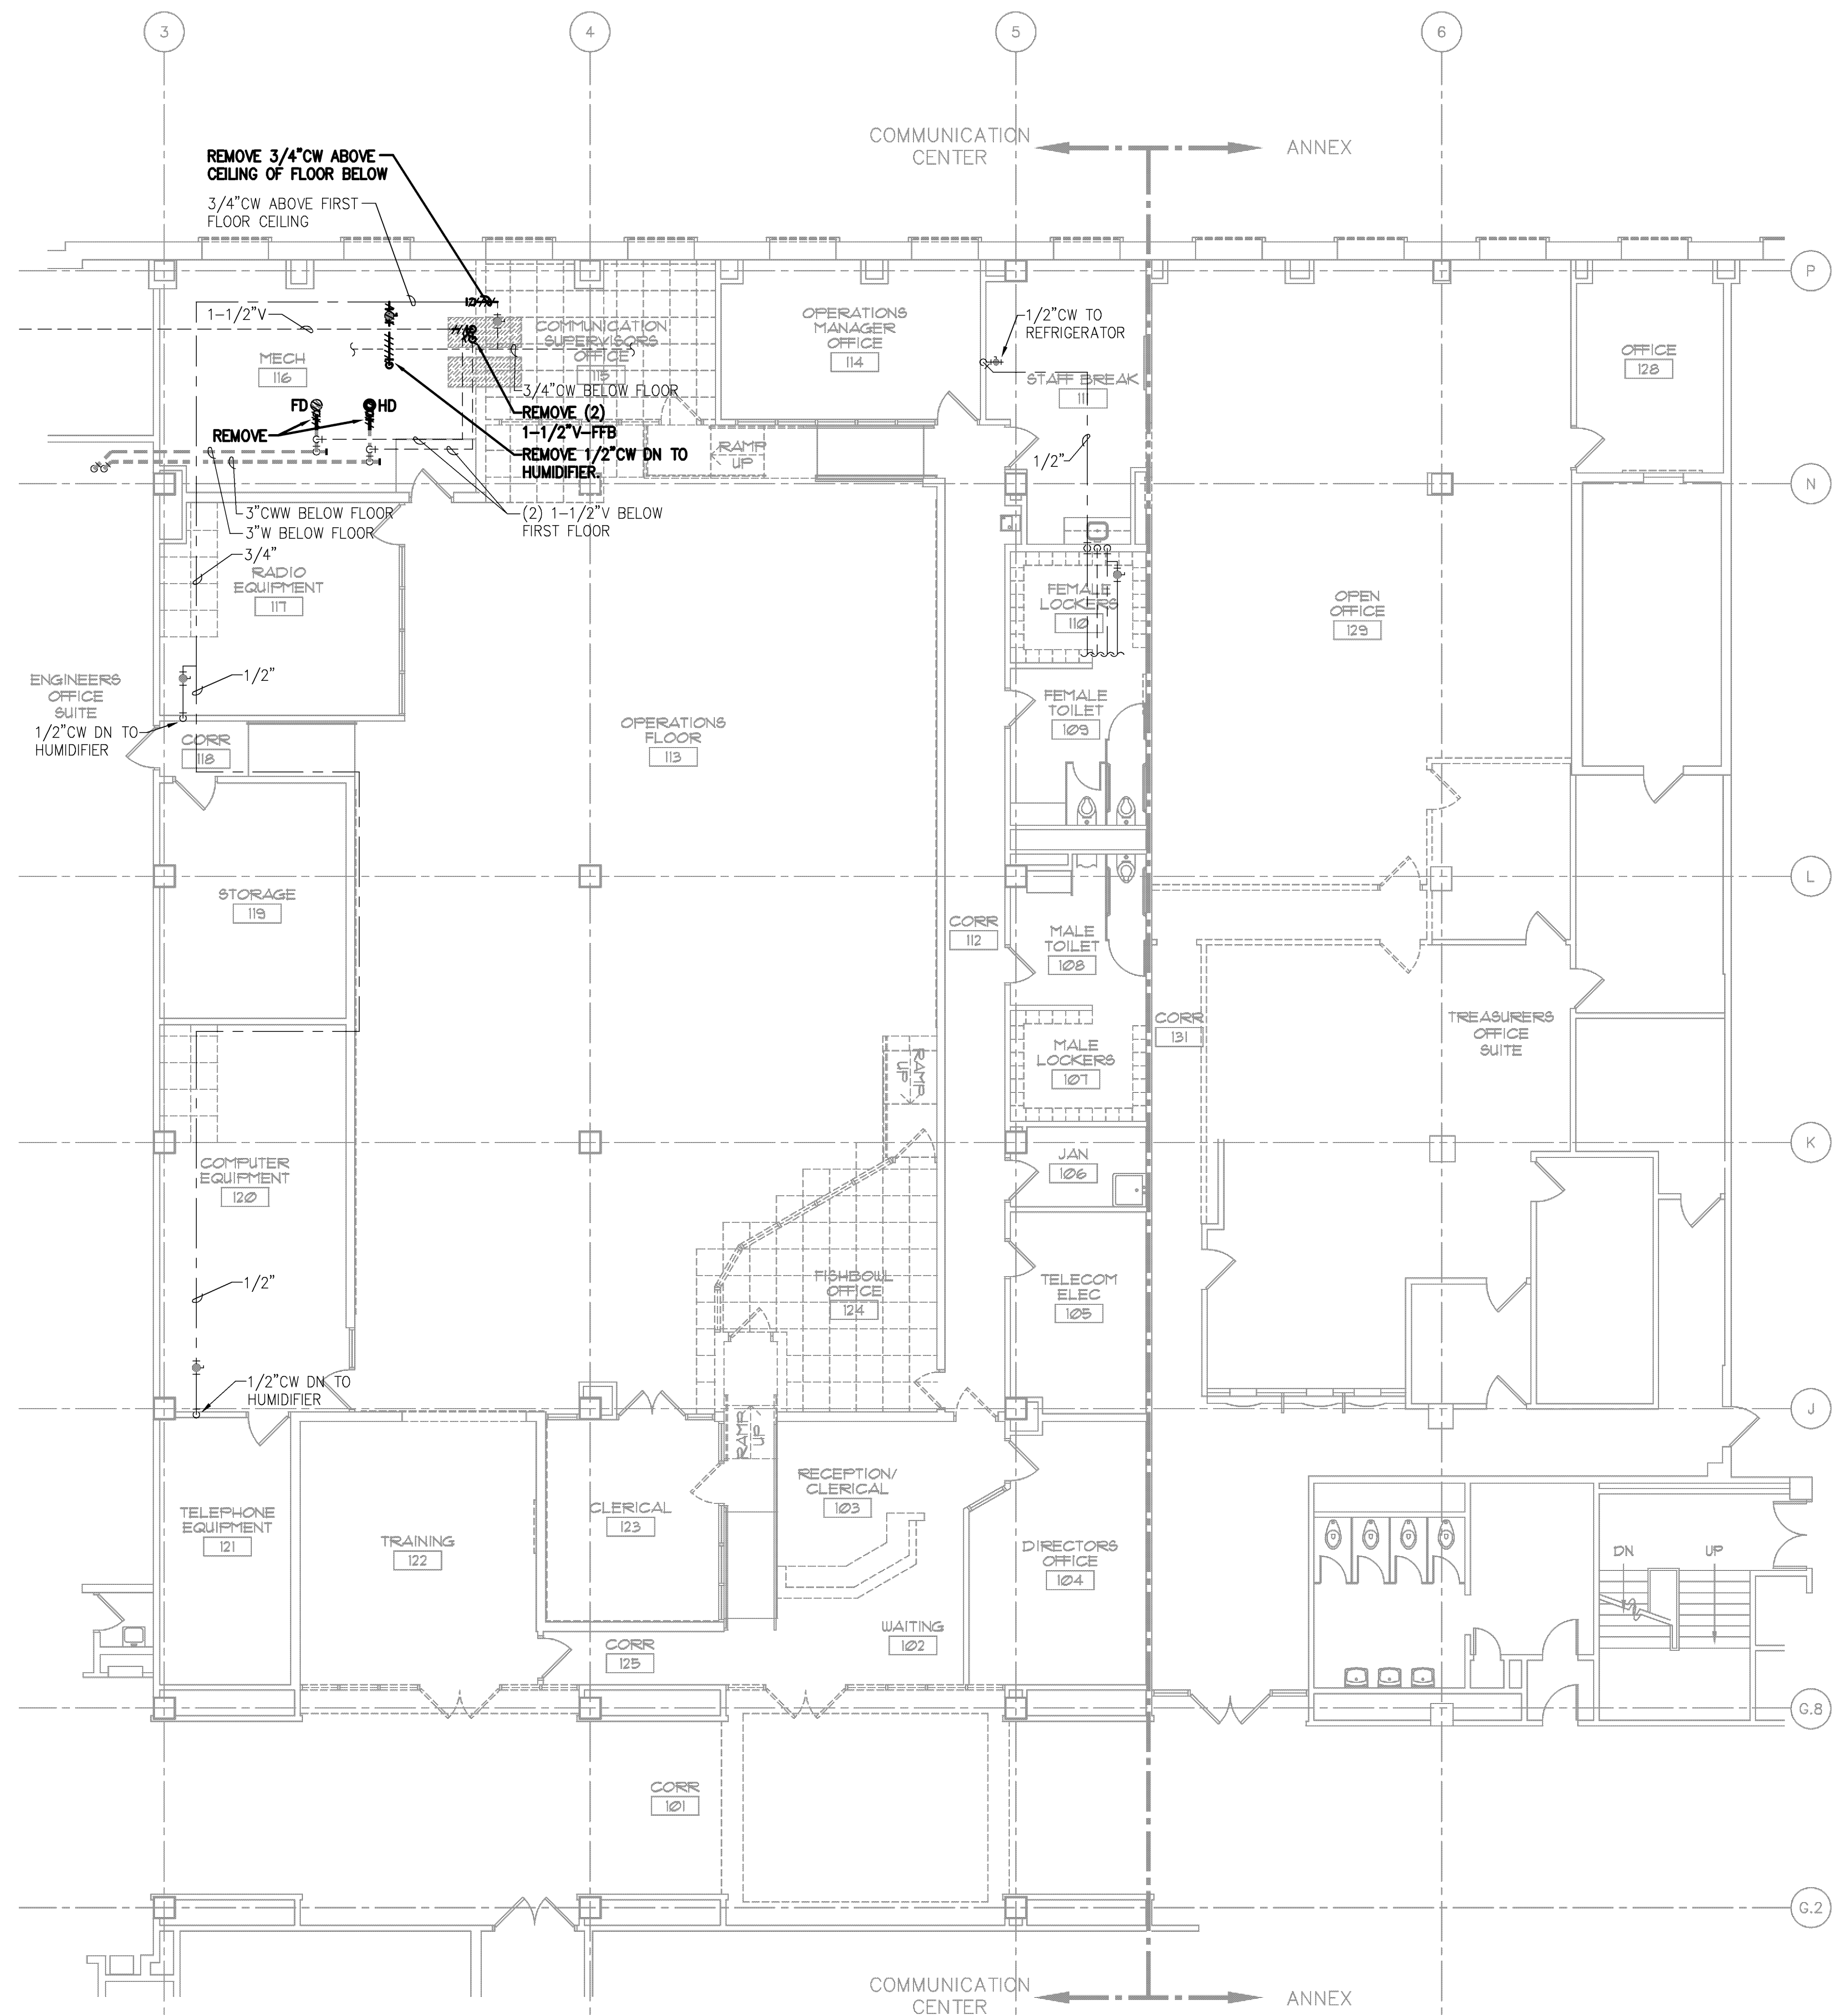 3
4
5
6
COMMUNICATION
CENTER
ANNEX
REMOVE 3/4"CW ABOVE
CEILING OF FLOOR BELOW
3/4"CW ABOVE FIRST
FLOOR CEILING
P
1-1/2"V
MECH
116
COMMUNICATION
SUPERVISORS
OFFICE
115
OPERATIONS
MANAGER
OFFICE
114
1/2"CW TO
REFRIGERATOR
STAFF BREAK
111
OFFICE
128
3/4"CW BELOW FLOOR
REMOVE (2)
1-1/2"V-FFB
REMOVE 1/2"CW DN TO
HUMIDIFIER.
FD
HD
REMOVE
RAMP
UP
1/2"
N
3"CWW BELOW FLOOR
3"W BELOW FLOOR
(2) 1-1/2"V BELOW
FIRST FLOOR
3/4"
RADIO
EQUIPMENT
117
FEMALE
LOCKERS
110
OPEN
OFFICE
129
ENGINEERS
OFFICE
SUITE
1/2"
1/2"CW DN TO
HUMIDIFIER
CORR
118
OPERATIONS
FLOOR
113
FEMALE
TOILET
109
L
STORAGE
119
CORR
112
MALE
TOILET
108
CORR
131
TREASURERS
OFFICE
SUITE
MALE
LOCKERS
107
RAMP
UP
K
COMPUTER
EQUIPMENT
120
JAN
106
1/2"
FISHBOWL
OFFICE
124
TELECOM
ELEC
105
1/2"CW DN TO
HUMIDIFIER
J
RAMP
UP
TELEPHONE
EQUIPMENT
121
TRAINING
122
CLERICAL
123
RECEPTION/
CLERICAL
103
DIRECTORS
OFFICE
104
DN
UP
CORR
125
WAITING
102
G.8
CORR
101
G.2
COMMUNICATION
CENTER
ANNEX